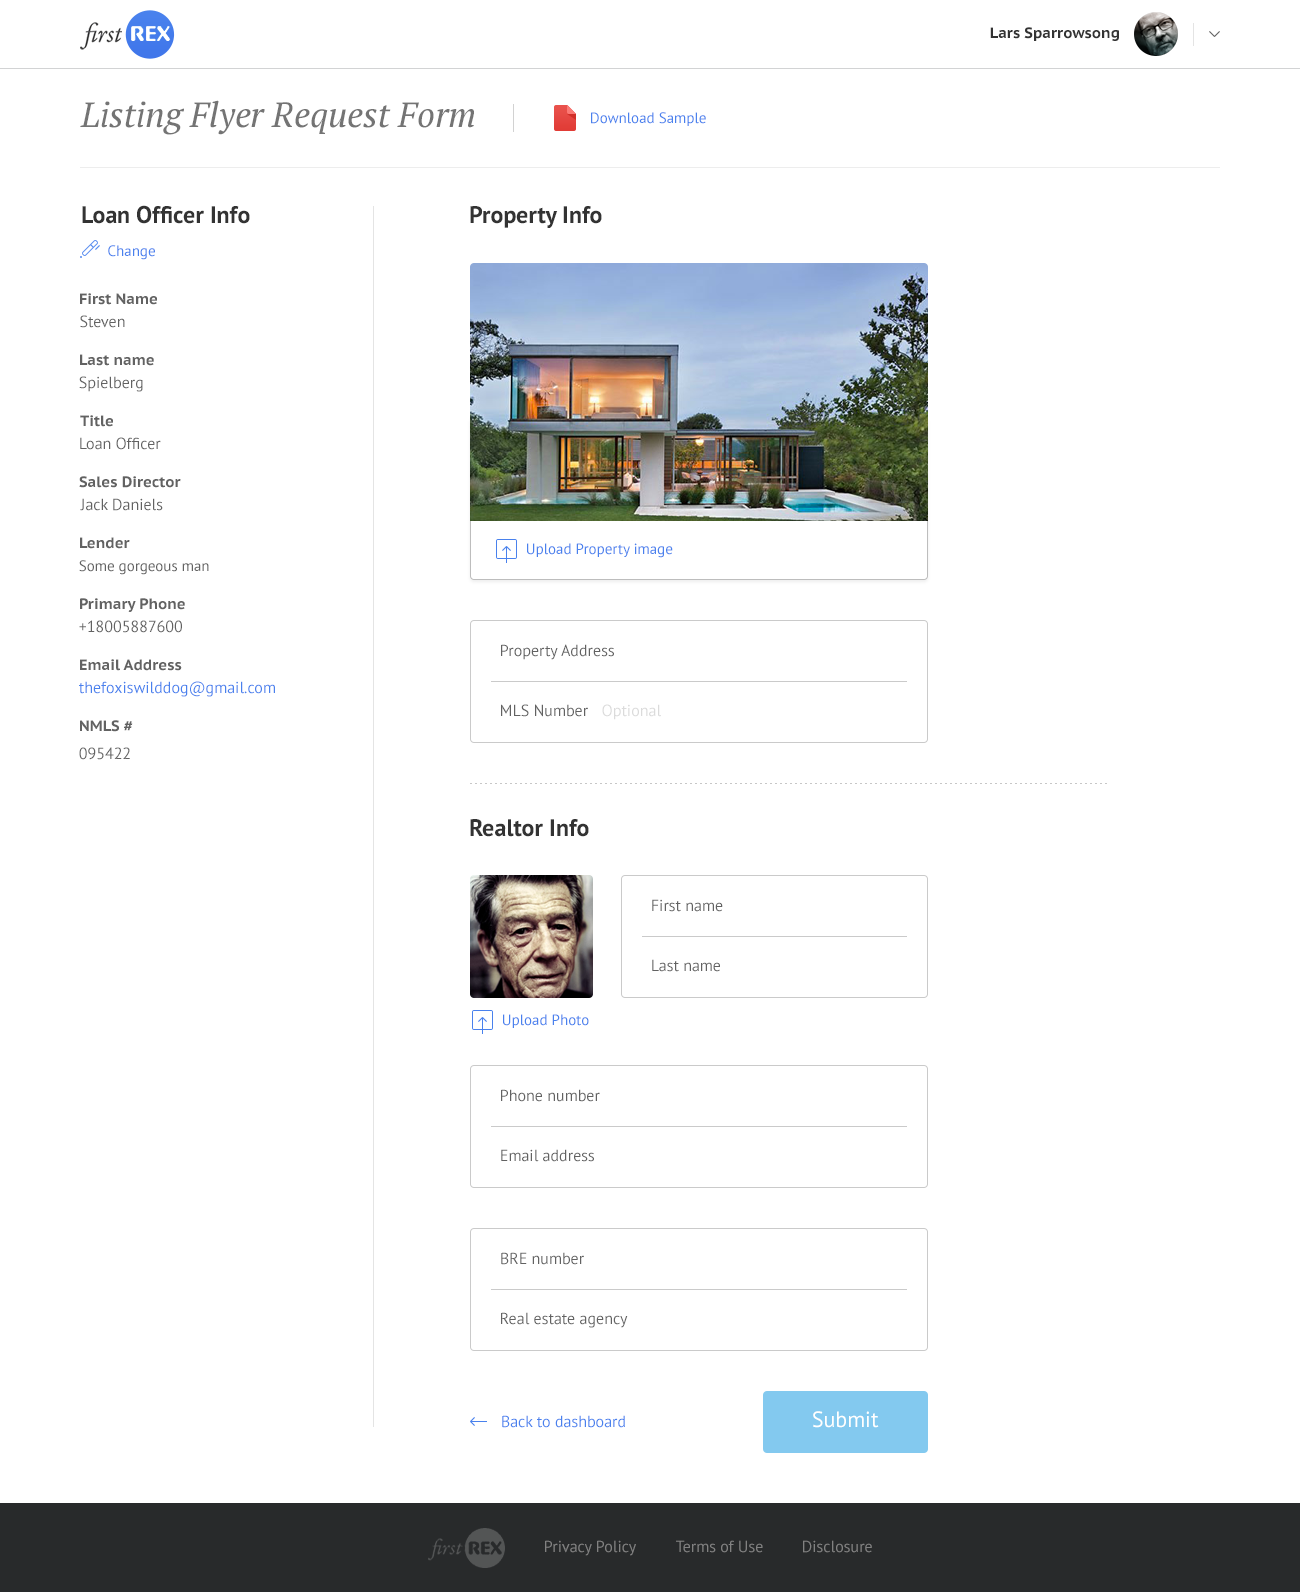 first REX
Lars Sparrowsong
Listing Flyer Request Form
Download Sample
Loan Officer Info
Change
First Name
Steven
Last name
Spielberg
Title
Loan Officer
Sales Director
Jack Daniels
Lender
Some gorgeous man
Primary Phone
+18005887600
Email Address
thefoxiswilddog@gmail.com
NMLS #
095422
Property Info
Upload Property image
Property Address
MLS Number Optional
Realtor Info
First name
Last name
Upload Photo
Phone number
Email address
BRE number
Real estate agency
Back to dashboard
Submit
first REX
Privacy Policy
Terms of Use
Disclosure